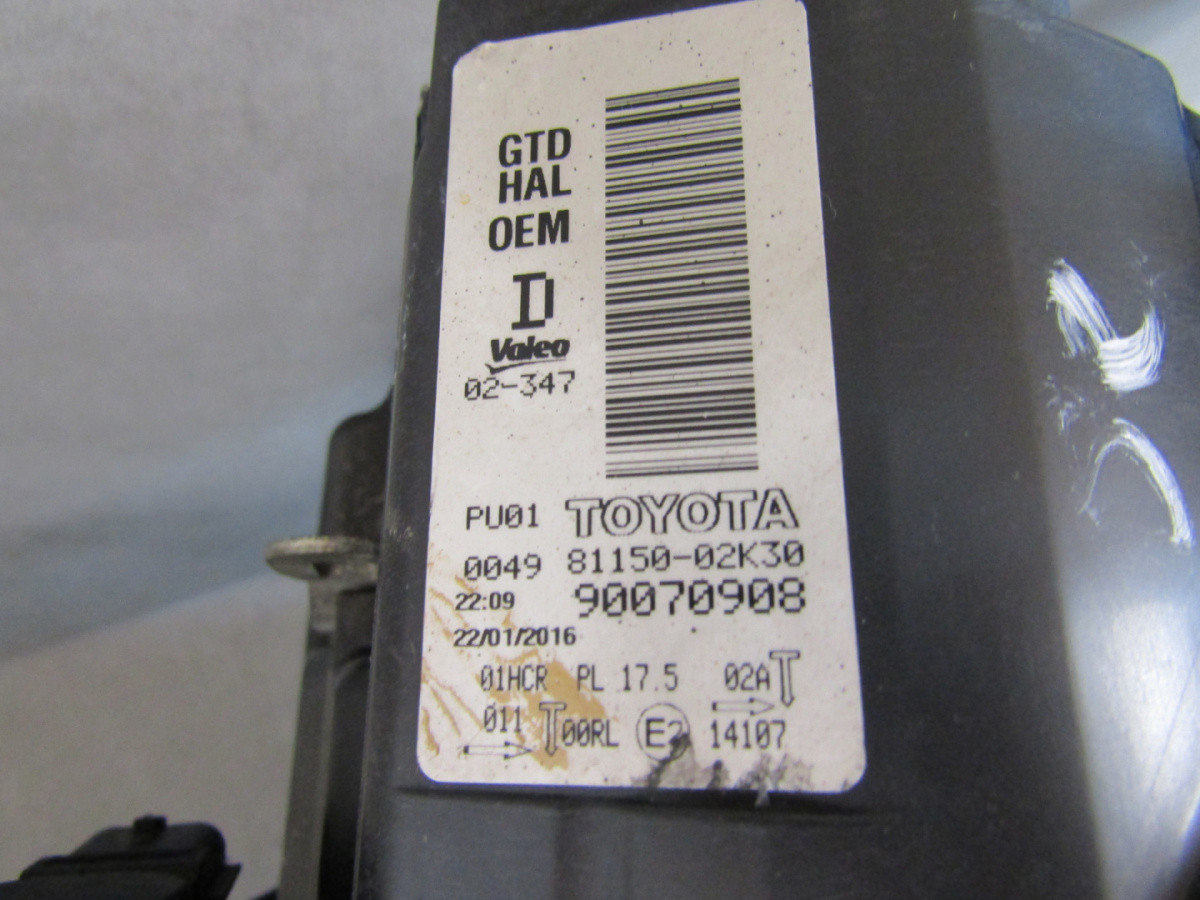 GTD
HAL
OEM
D
Valeo
02-347
PU01 TOYOTA
0049 81150-02K30
22:09 90070908
22/01/2016
01HCR PL 17.5 02A
011 00RL E2 14107